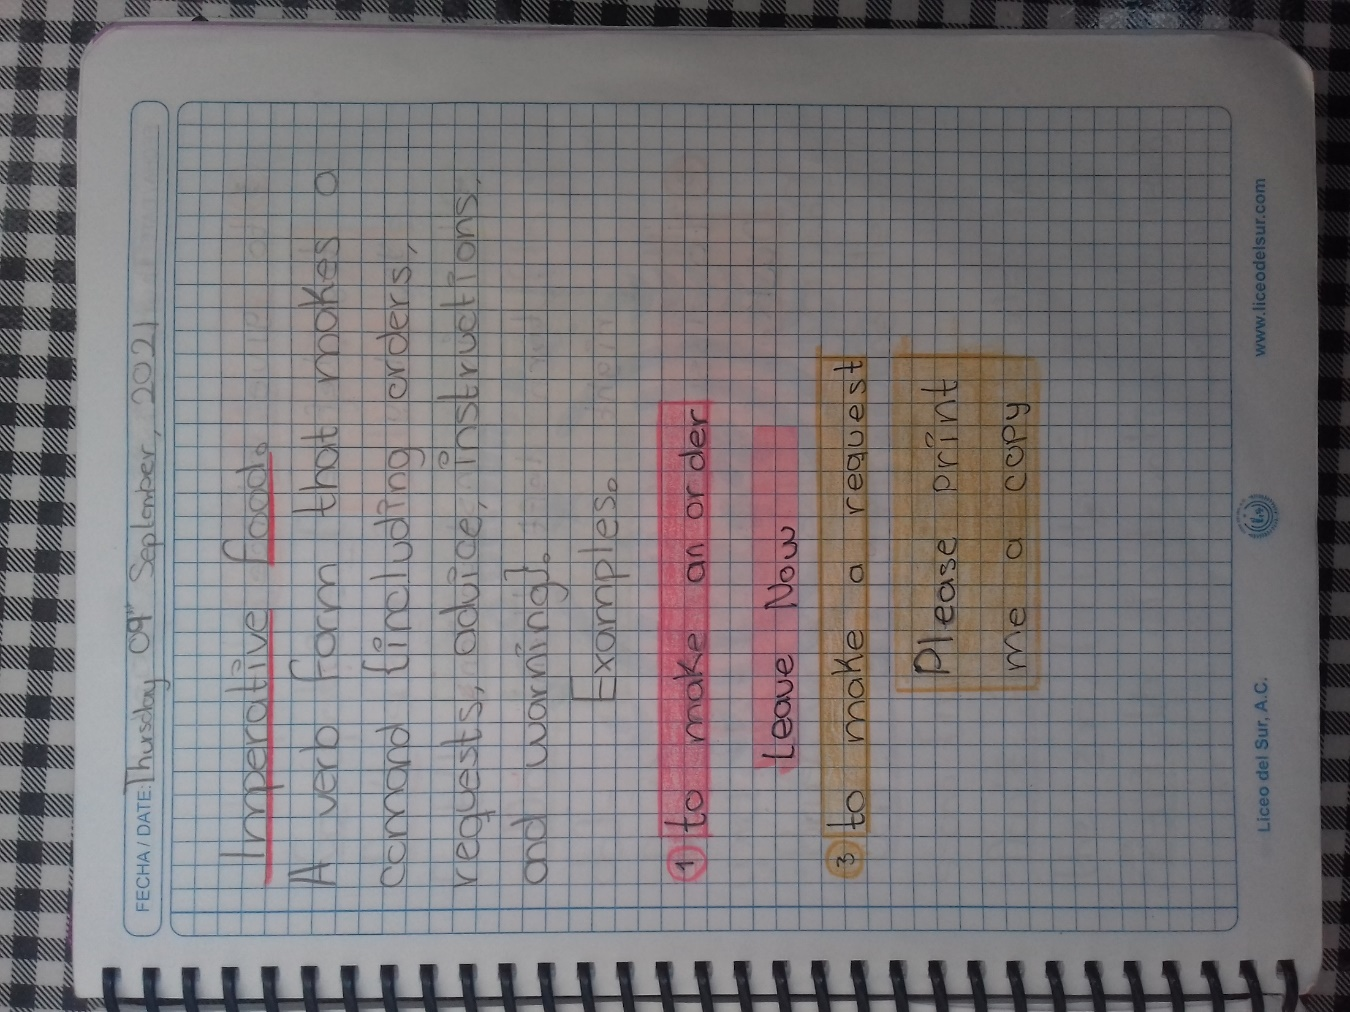 FECHA / DATE: Thursday 09" September, 2021
Imperative food.
A verb form that makes a
comand {including orders,
requests, advice, instructions,
and warning}.
Examples.
1 to make an order
Leave Now
3 to make a request
Please print
me a copy
Liceo del Sur, A.C. www.liceodelsur.com